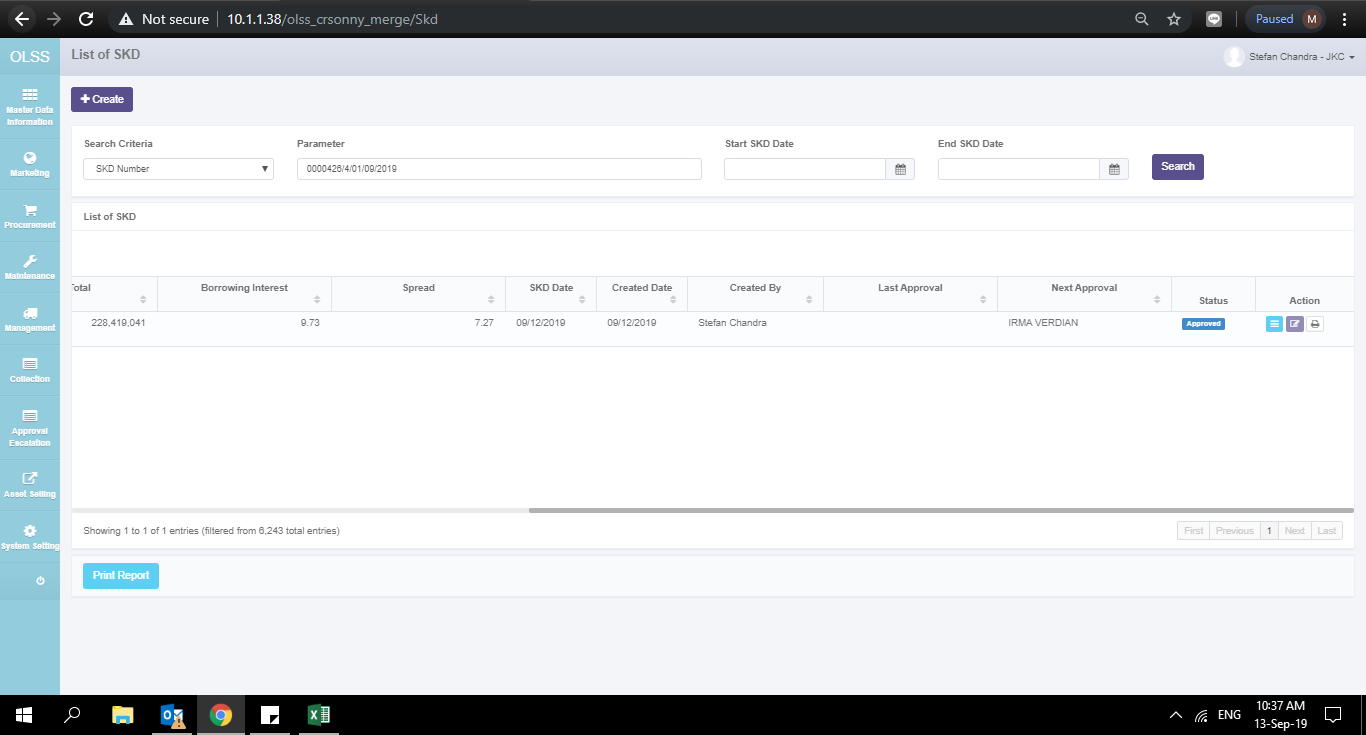 Not secure | 10.1.1.38/olss_crsonny_merge/Skd
Paused M
OLSS
List of SKD
Stefan Chandra - JKC
Master Data
Information
Marketing
Procurement
Maintenance
Management
Collection
Approval
Escalation
Asset Selling
System Setting
Create
Search Criteria
Parameter
Start SKD Date
End SKD Date
SKD Number
0000426/4/01/09/2019
Search
List of SKD
Total
Borrowing Interest
Spread
SKD Date
Created Date
Created By
Last Approval
Next Approval
Status
Action
228,419,041
9.73
7.27
09/12/2019
09/12/2019
Stefan Chandra
IRMA VERDIAN
Approved
Showing 1 to 1 of 1 entries (filtered from 6,243 total entries)
First
Previous
1
Next
Last
Print Report
ENG
10:37 AM
13-Sep-19